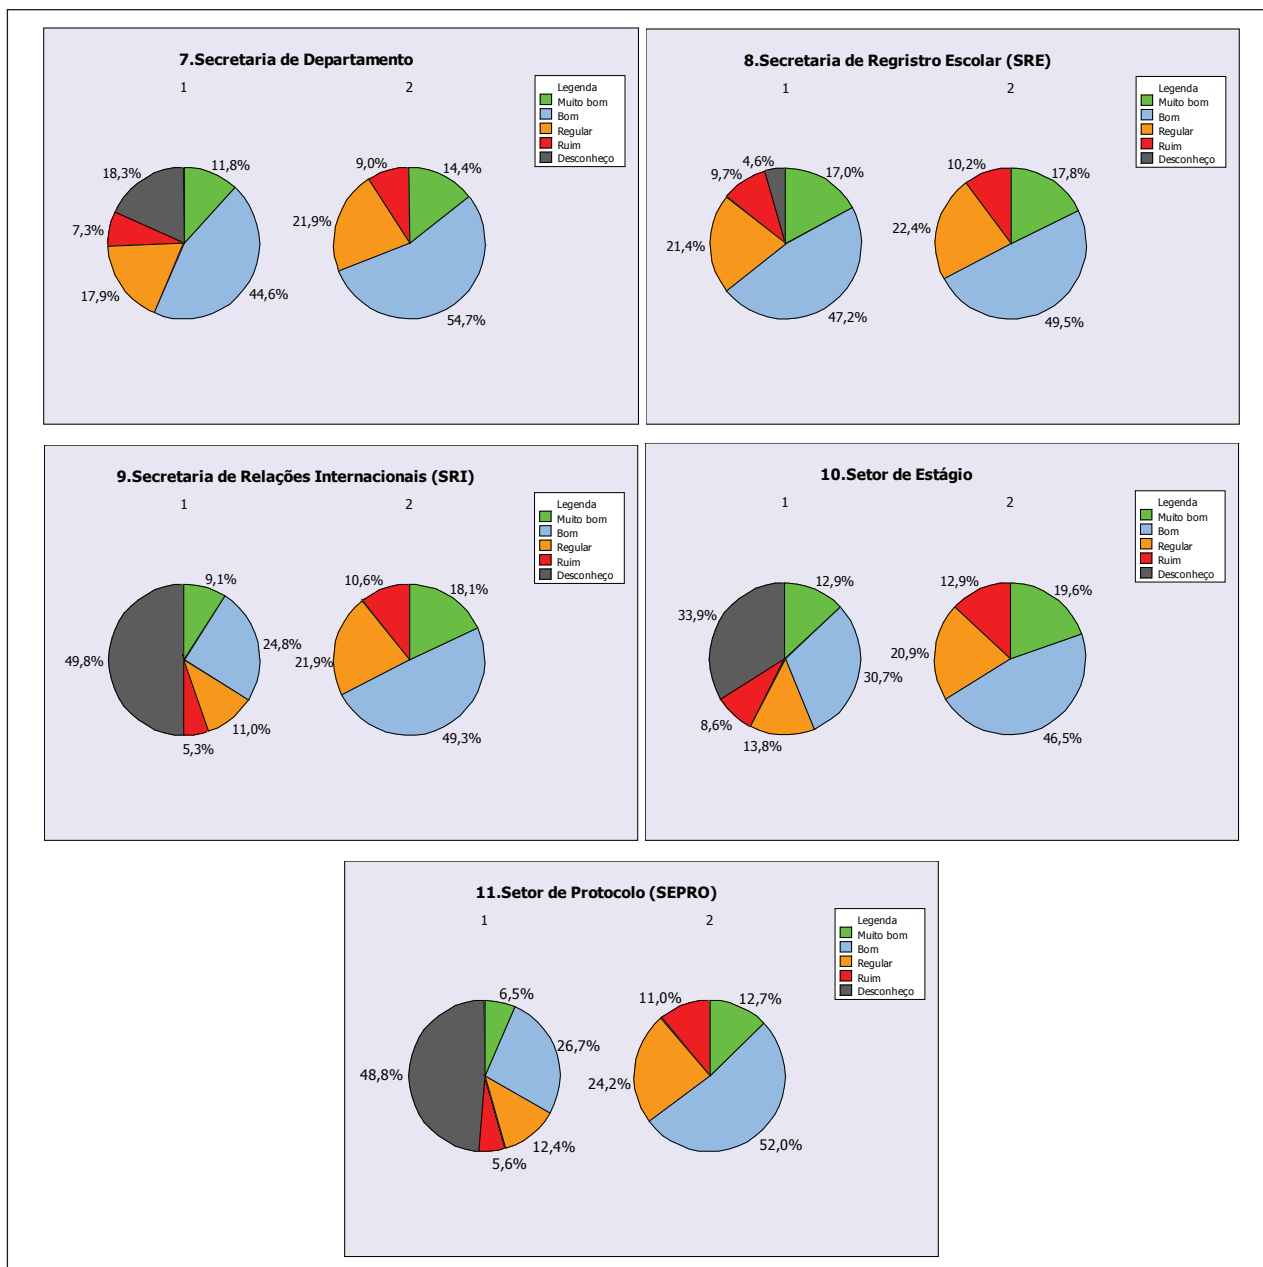 7.Secretaria de Departamento
1
2
Legenda
Muito bom
Bom
Regular
Ruim
Desconheço
18,3%
11,8%
7,3%
17,9%
44,6%
9,0%
14,4%
21,9%
54,7%
8.Secretaria de Regristro Escolar (SRE)
1
2
Legenda
Muito bom
Bom
Regular
Ruim
Desconheço
4,6%
9,7%
17,0%
21,4%
47,2%
10,2%
17,8%
22,4%
49,5%
9.Secretaria de Relações Internacionais (SRI)
1
2
Legenda
Muito bom
Bom
Regular
Ruim
Desconheço
9,1%
24,8%
49,8%
11,0%
5,3%
10,6%
18,1%
21,9%
49,3%
10.Setor de Estágio
1
2
Legenda
Muito bom
Bom
Regular
Ruim
Desconheço
12,9%
33,9%
30,7%
8,6%
13,8%
12,9%
19,6%
20,9%
46,5%
11.Setor de Protocolo (SEPRO)
1
2
Legenda
Muito bom
Bom
Regular
Ruim
Desconheço
6,5%
26,7%
48,8%
12,4%
5,6%
11,0%
12,7%
24,2%
52,0%